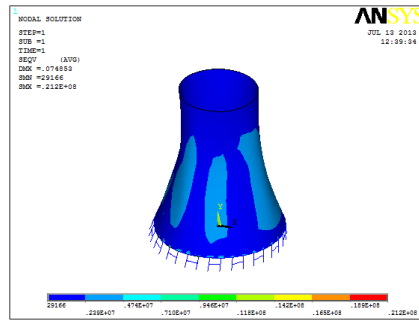 1
NODAL SOLUTION
ANSYS
STEP=1
SUB =1
TIME=1
SEQV (AVG)
DMX =.074853
SMN =29166
SMX =.212E+08
JUL 13 2013
12:39:34
Y
X
29166 .474E+07 .946E+07 .142E+08 .189E+08
.239E+07 .710E+07 .118E+08 .165E+08 .212E+08